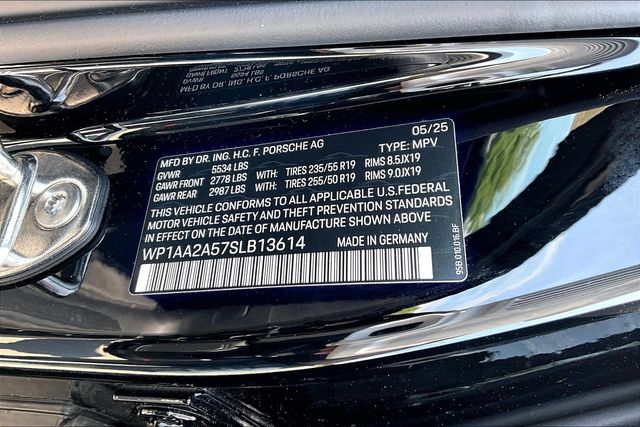 05/25
MFD BY DR. ING. H.C. F. PORSCHE AG TYPE: MPV
GVWR 5534 LBS
GAWR FRONT 2778 LBS WITH TIRES 235/55 R19 RIMS 8.5JX19
GAWR REAR 2987 LBS WITH TIRES 255/50 R19 RIMS 9.0JX19
THIS VEHICLE CONFORMS TO ALL APPLICABLE U.S. FEDERAL
MOTOR VEHICLE SAFETY AND THEFT PREVENTION STANDARDS
IN EFFECT ON THE DATE OF MANUFACTURE SHOWN ABOVE
WP1AA2A57SLB13614 MADE IN GERMANY
95B.010.016.BF